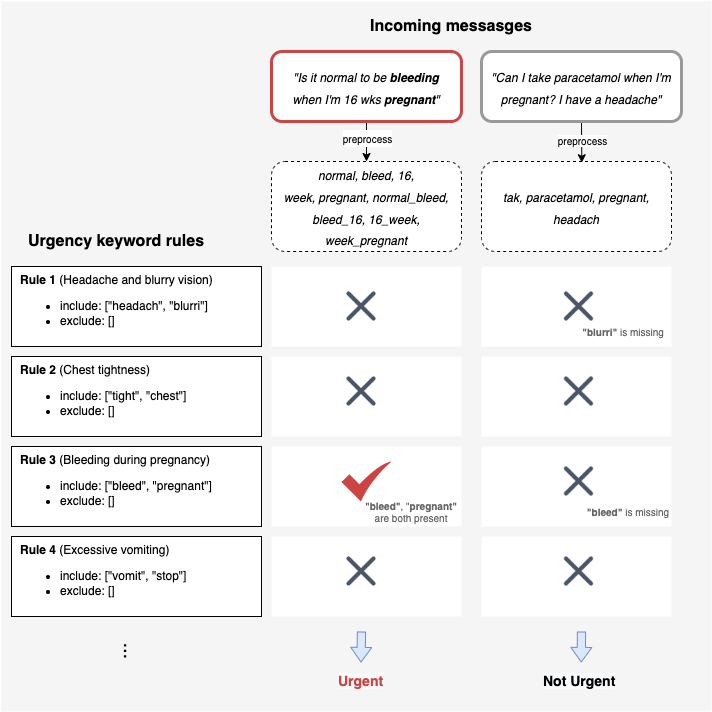 Incoming messasges
"Is it normal to be bleeding
when I'm 16 wks pregnant"
"Can I take paracetamol when I'm
pregnant? I have a headache"
preprocess
preprocess
normal, bleed, 16,
week, pregnant, normal_bleed,
bleed_16, 16_week,
week_pregnant
tak, paracetamol, pregnant,
headach
Urgency keyword rules
Rule 1 (Headache and blurry vision)
• include: ["headach", "blurri"]
• exclude: []
"blurri" is missing
Rule 2 (Chest tightness)
• include: ["tight", "chest"]
• exclude: []
Rule 3 (Bleeding during pregnancy)
• include: ["bleed", "pregnant"]
• exclude: []
"bleed", "pregnant"
are both present
"bleed" is missing
Rule 4 (Excessive vomiting)
• include: ["vomit", "stop"]
• exclude: []
⋮
Urgent
Not Urgent